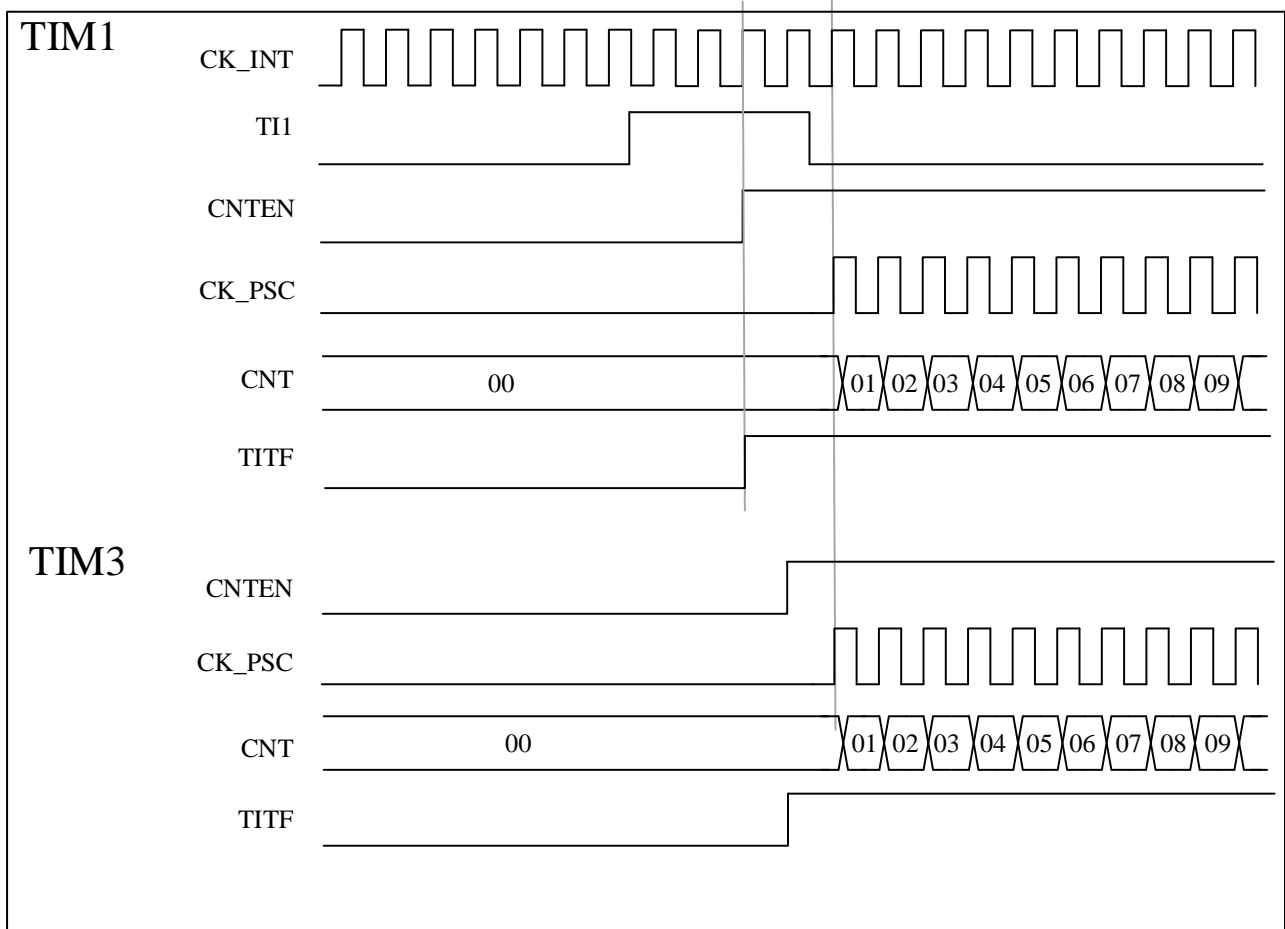 TIM1
CK_INT
TI1
CNTEN
CK_PSC
CNT 00 01 02 03 04 05 06 07 08 09
TITF
TIM3
CNTEN
CK_PSC
CNT 00 01 02 03 04 05 06 07 08 09
TITF